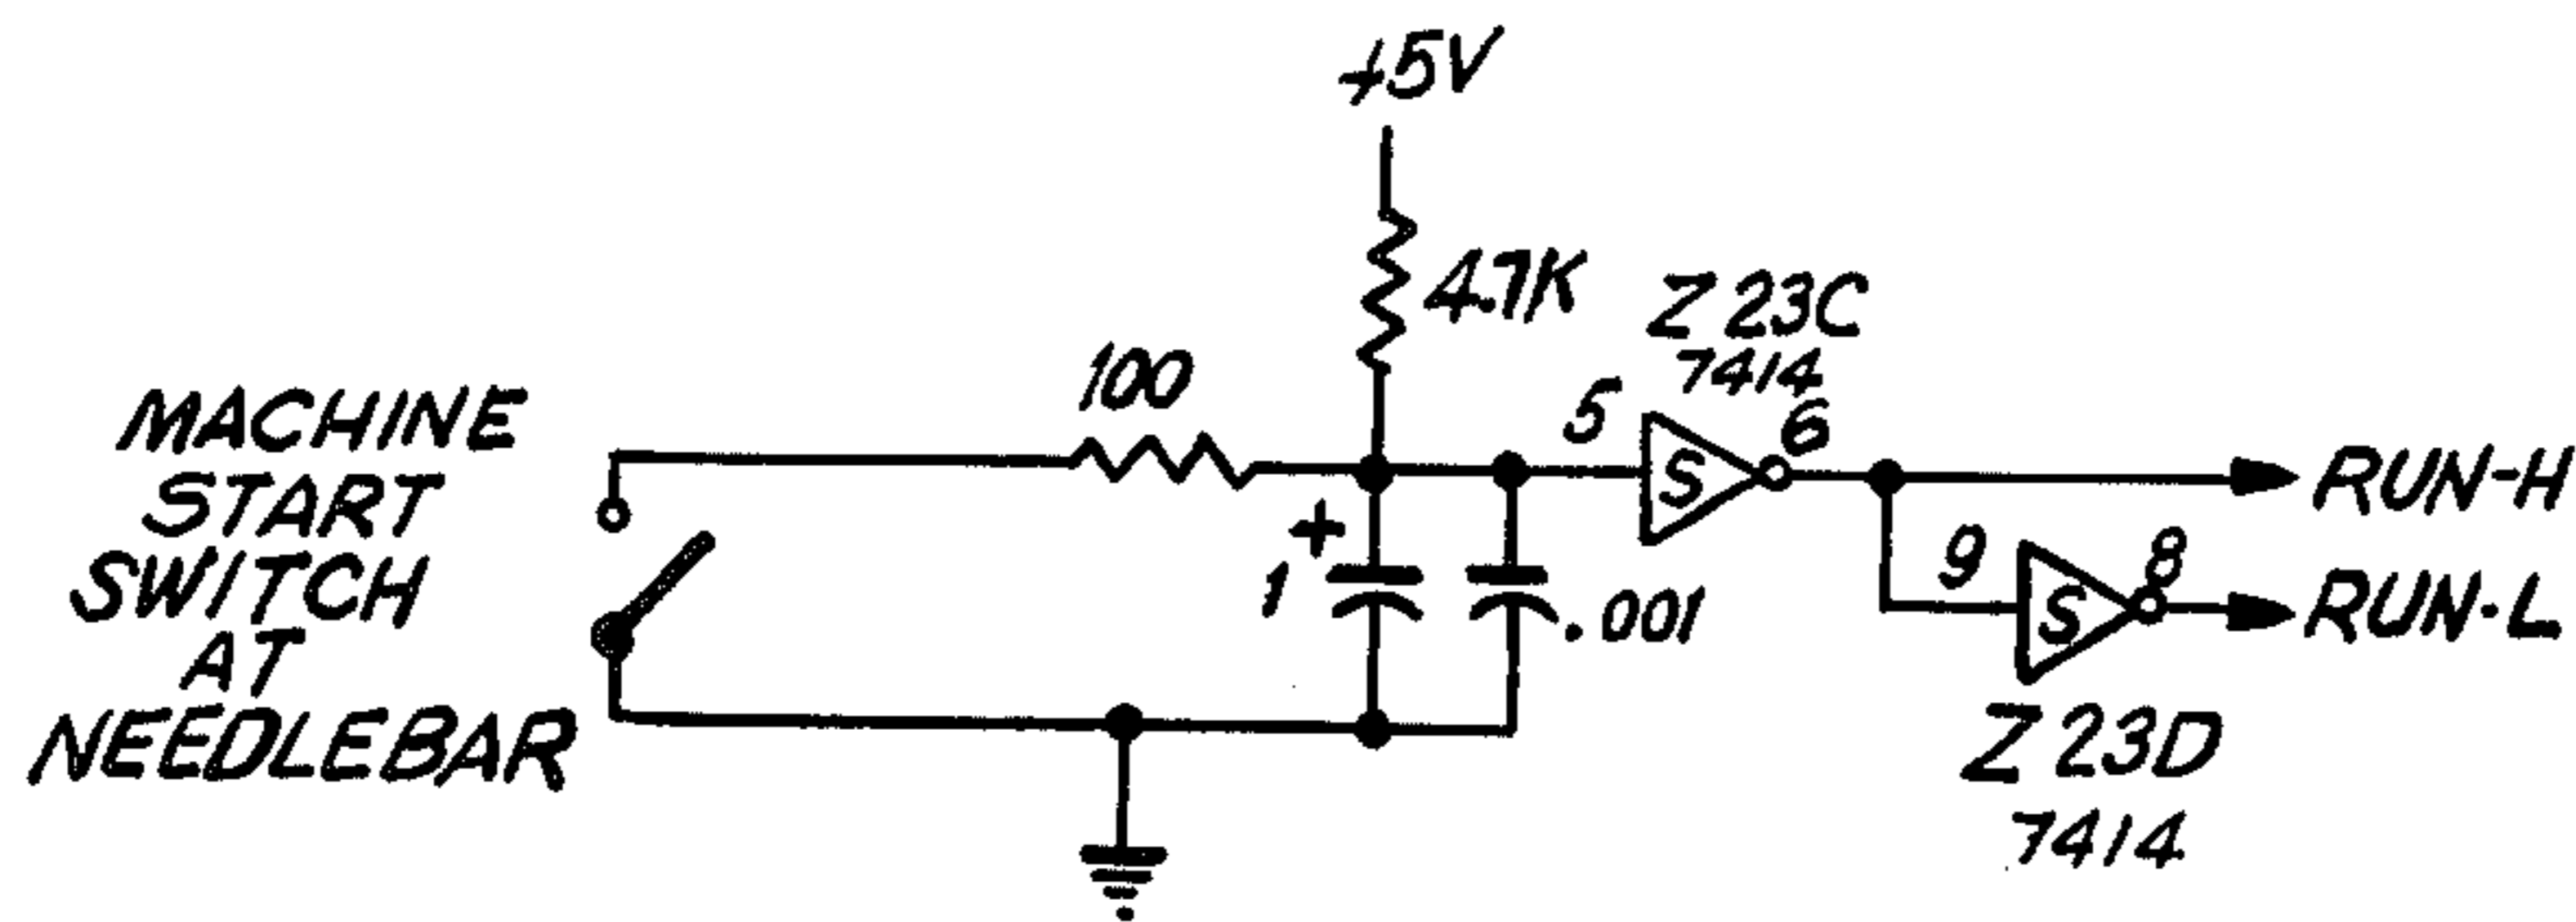 +5V
4.7K
Z 23C
7414
100
5
6
MACHINE
START
SWITCH
AT
NEEDLEBAR
S
RUN-H
+
1
.001
9
8
S
RUN-L
Z 23D
7414